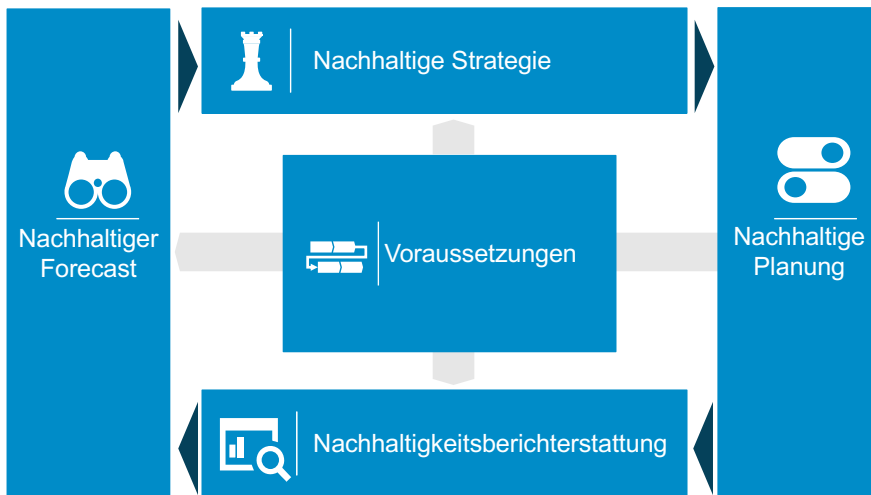 Nachhaltige Strategie
Nachhaltiger
Forecast
Voraussetzungen
Nachhaltige
Planung
Nachhaltigkeitsberichterstattung